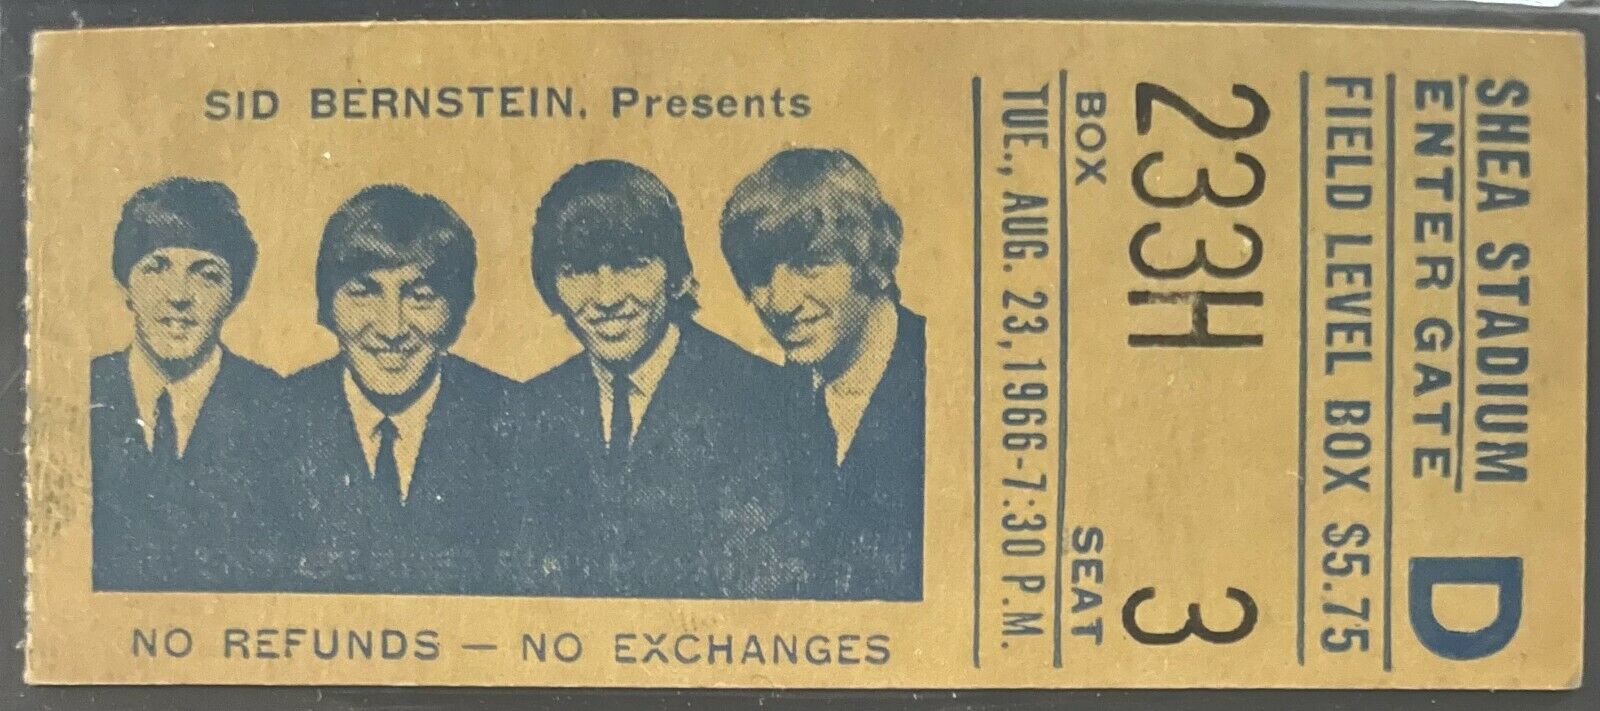 SID BERNSTEIN, Presents
NO REFUNDS — NO EXCHANGES
SHEA STADIUM
ENTER GATE D
FIELD LEVEL BOX $5.75
233H 3
BOX SEAT
TUE., AUG. 23, 1966-7:30 P.M.